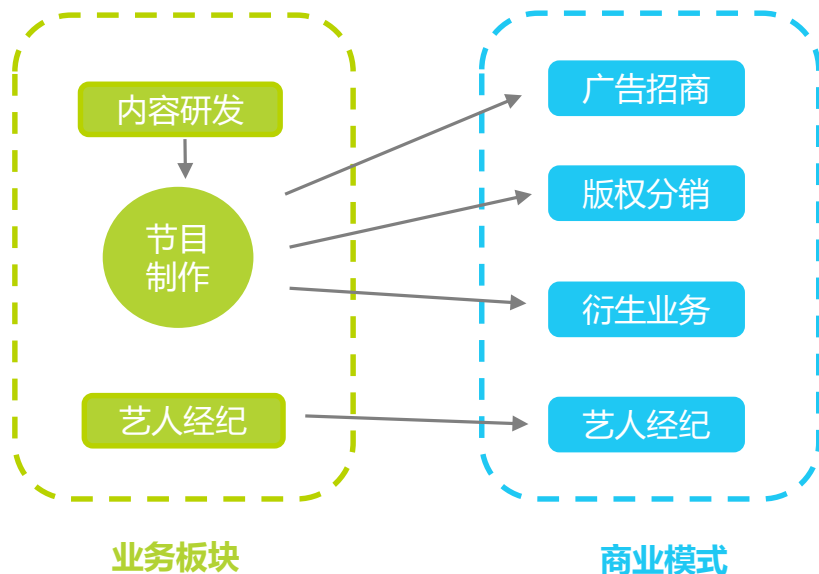 内容研发
节目
制作
艺人经纪
业务板块
广告招商
版权分销
衍生业务
艺人经纪
商业模式